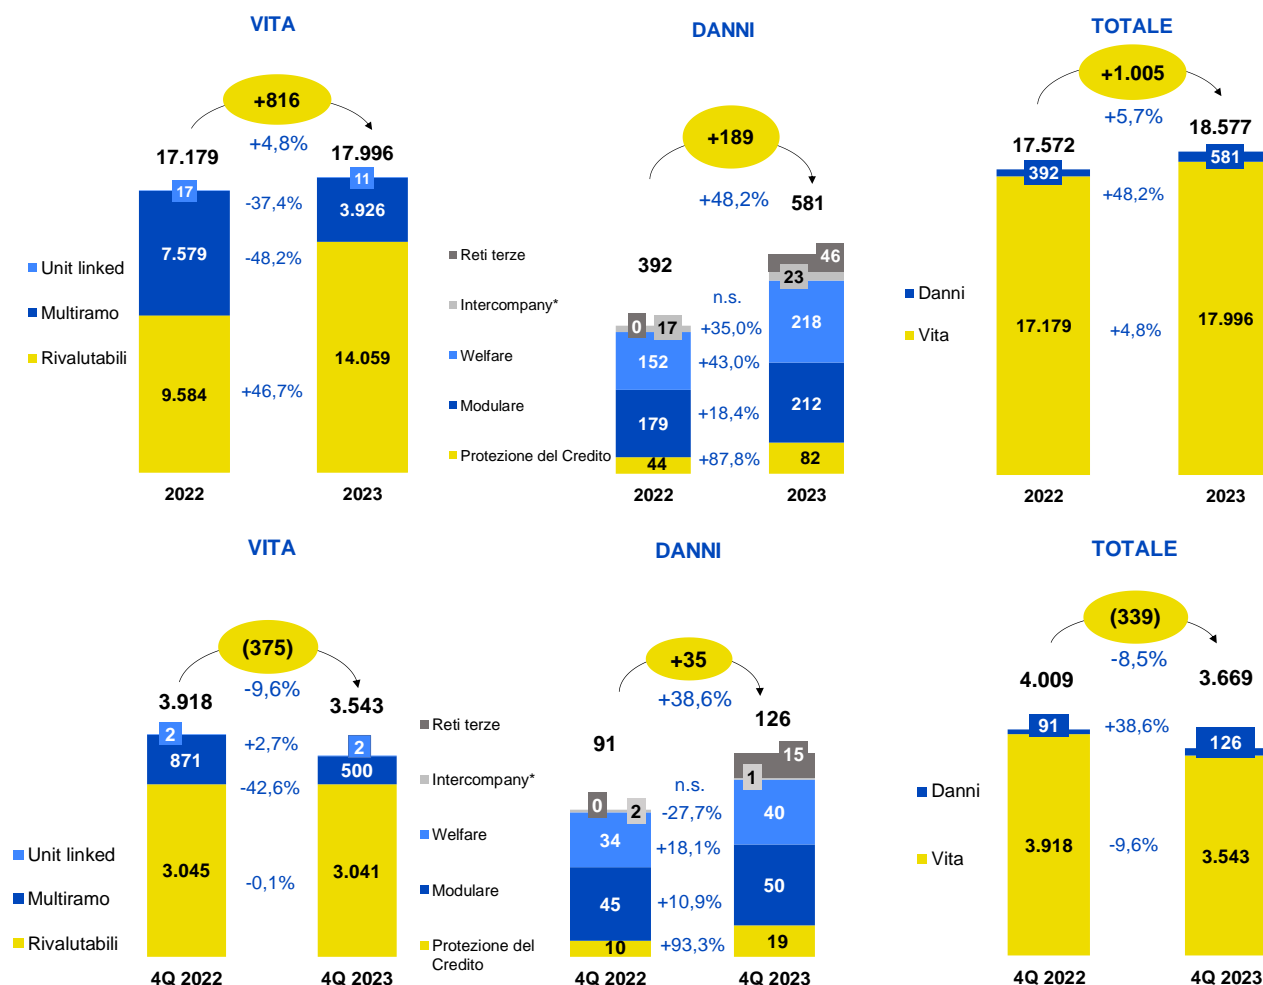 VITA
+816
+4,8%
17.179
17.996
17
11
-37,4%
3.926
7.579
-48,2%
Unit linked
Multiramo
Rivalutabili
14.059
9.584
+46,7%
2022
2023
DANNI
+189
+48,2%
581
392
Reti terze
46
23
Intercompany*
n.s.
0
17
+35,0%
218
Welfare
152
+43,0%
Modulare
179
+18,4%
212
Protezione del Credito
44
+87,8%
82
2022
2023
TOTALE
+1.005
+5,7%
17.572
18.577
392
581
+48,2%
Danni
Vita
17.179
+4,8%
17.996
2022
2023
VITA
(375)
-9,6%
3.918
3.543
2
+2,7%
2
871
500
-42,6%
Unit linked
Multiramo
Rivalutabili
3.045
-0,1%
3.041
4Q 2022
4Q 2023
DANNI
+35
+38,6%
126
91
Reti terze
15
Intercompany*
1
n.s.
0
2
-27,7%
40
Welfare
34
+18,1%
Modulare
45
+10,9%
50
Protezione del
Credito
10
+93,3%
19
4Q 2022
4Q 2023
TOTALE
(339)
-8,5%
4.009
3.669
91
+38,6%
126
Danni
Vita
3.918
-9,6%
3.543
4Q 2022
4Q 2023